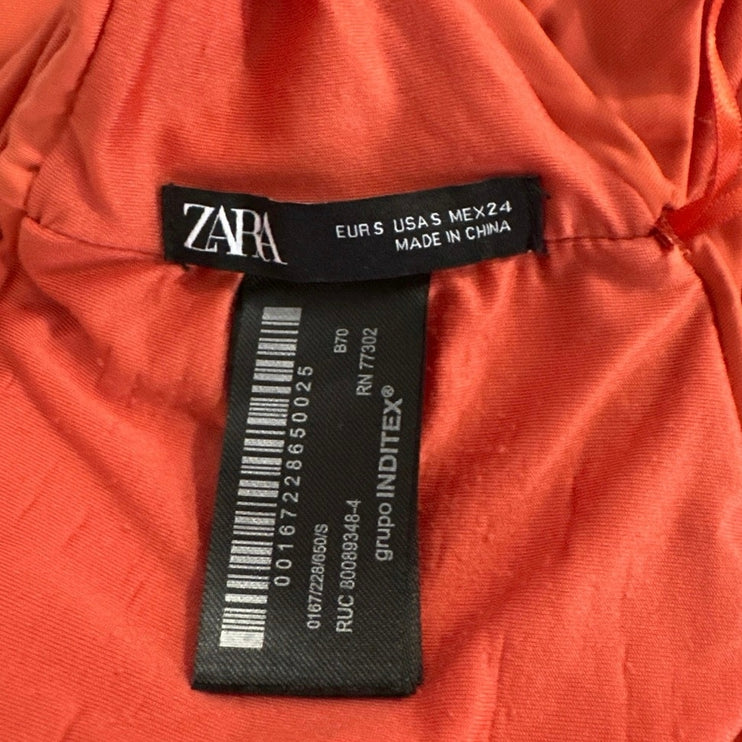 ZARA
EUR S USA S MEX 24
MADE IN CHINA
00167228650025
B70
0167/228/650/S
RN 77302
RUC 80089348-4
grupo INDITEX®